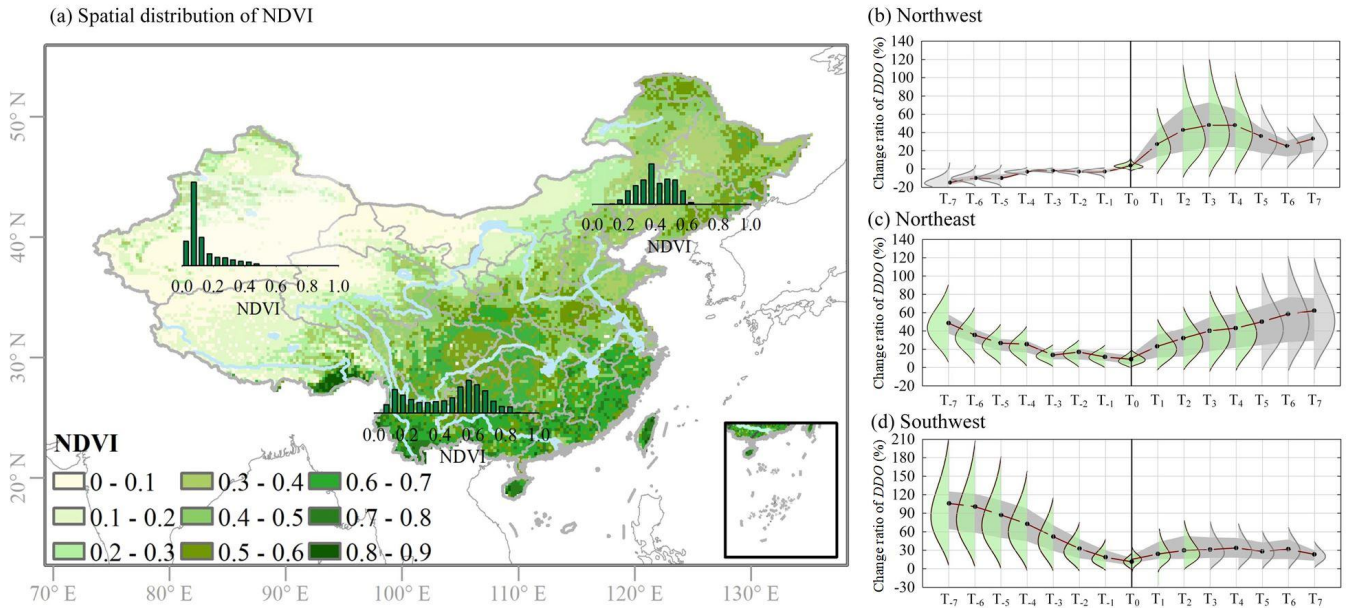 (a) Spatial distribution of NDVI
50° N
40° N
30° N
20° N
70° E 80° E 90° E 100° E 110° E 120° E 130° E
0.0 0.2 0.4 0.6 0.8 1.0
NDVI
0.0 0.2 0.4 0.6 0.8 1.0
NDVI
0.0 0.2 0.4 0.6 0.8 1.0
NDVI
NDVI
0 - 0.1 0.3 - 0.4 0.6 - 0.7
0.1 - 0.2 0.4 - 0.5 0.7 - 0.8
0.2 - 0.3 0.5 - 0.6 0.8 - 0.9
(b) Northwest
Change ratio of DDO (%)
140
120
100
80
60
40
20
0
-20
T-7 T-6 T-5 T-4 T-3 T-2 T-1 T0 T1 T2 T3 T4 T5 T6 T7
(c) Northeast
Change ratio of DDO (%)
140
120
100
80
60
40
20
0
-20
T-7 T-6 T-5 T-4 T-3 T-2 T-1 T0 T1 T2 T3 T4 T5 T6 T7
(d) Southwest
Change ratio of DDO (%)
210
180
150
120
90
60
30
0
-30
T-7 T-6 T-5 T-4 T-3 T-2 T-1 T0 T1 T2 T3 T4 T5 T6 T7